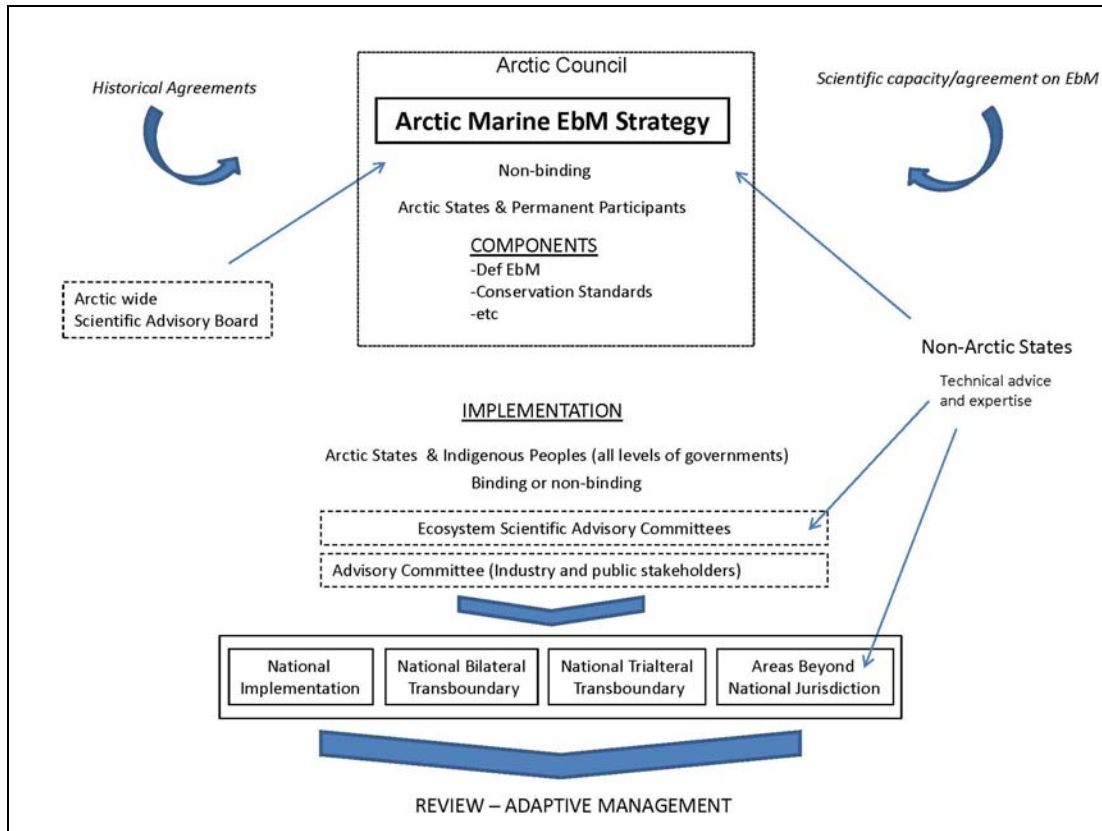 Arctic Council
Historical Agreements
Scientific capacity/agreement on EbM
Arctic Marine EbM Strategy
Non-binding
Arctic States & Permanent Participants
COMPONENTS
-Def EbM
-Conservation Standards
-etc
Arctic wide
Scientific Advisory Board
Non-Arctic States
Technical advice
and expertise
IMPLEMENTATION
Arctic States & Indigenous Peoples (all levels of governments)
Binding or non-binding
Ecosystem Scientific Advisory Committees
Advisory Committee (Industry and public stakeholders)
National
Implementation
National Bilateral
Transboundary
National Trialteral
Transboundary
Areas Beyond
National Jurisdiction
REVIEW – ADAPTIVE MANAGEMENT